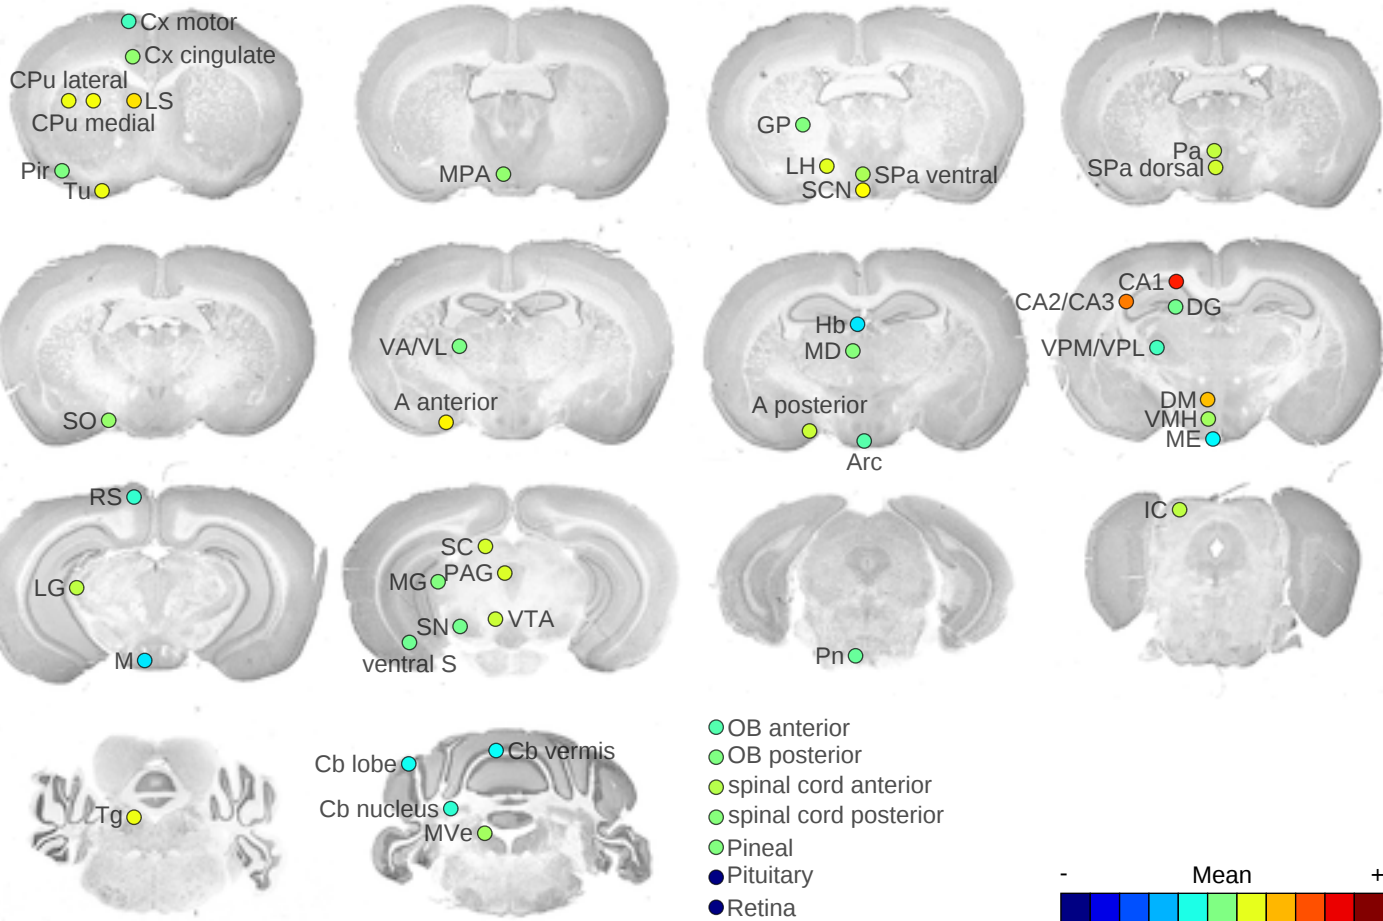 Cx motor
Cx cingulate
CPu lateral
LS
CPu medial
Pir
Tu
MPA
GP
LH
SPa ventral
SCN
Pa
SPa dorsal
SO
VA/VL
A anterior
Hb
MD
A posterior
Arc
CA1
CA2/CA3
DG
VPM/VPL
DM
VMH
ME
RS
LG
M
SC
PAG
MG
VTA
SN
ventral S
Pn
IC
Tg
Cb vermis
Cb lobe
Cb nucleus
MVe
OB anterior
OB posterior
spinal cord anterior
spinal cord posterior
Pineal
Pituitary
Retina
- Mean +